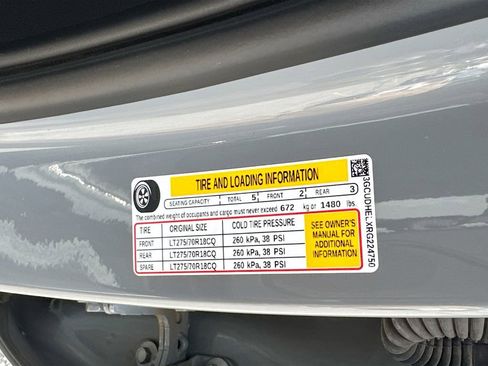 TIRE AND LOADING INFORMATION
SEATING CAPACITY TOTAL 5 FRONT 2 REAR 3
The combined weight of occupants and cargo must never exceed 672 kg or 1480 lbs
TIRE ORIGINAL SIZE COLD TIRE PRESSURE
FRONT LT275/70R18CQ 260 kPa, 38 PSI
REAR LT275/70R18CQ 260 kPa, 38 PSI
SPARE LT275/70R18CQ 260 kPa, 38 PSI
SEE OWNER'S
MANUAL FOR
ADDITIONAL
INFORMATION
3GCUDHELXRG224750